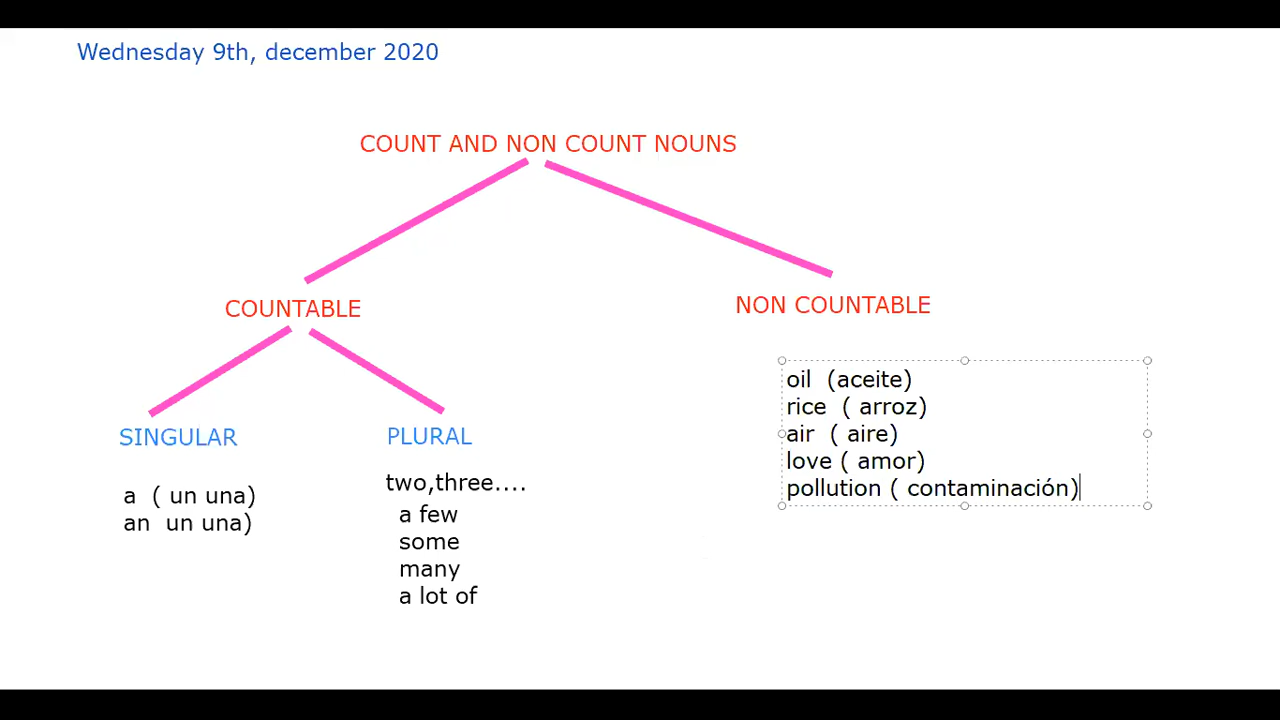 Wednesday 9th, december 2020
COUNT AND NON COUNT NOUNS
COUNTABLE
NON COUNTABLE
SINGULAR
PLURAL
a ( un una)
an un una)
two,three....
a few
some
many
a lot of
oil (aceite)
rice ( arroz)
air ( aire)
love ( amor)
pollution ( contaminación)